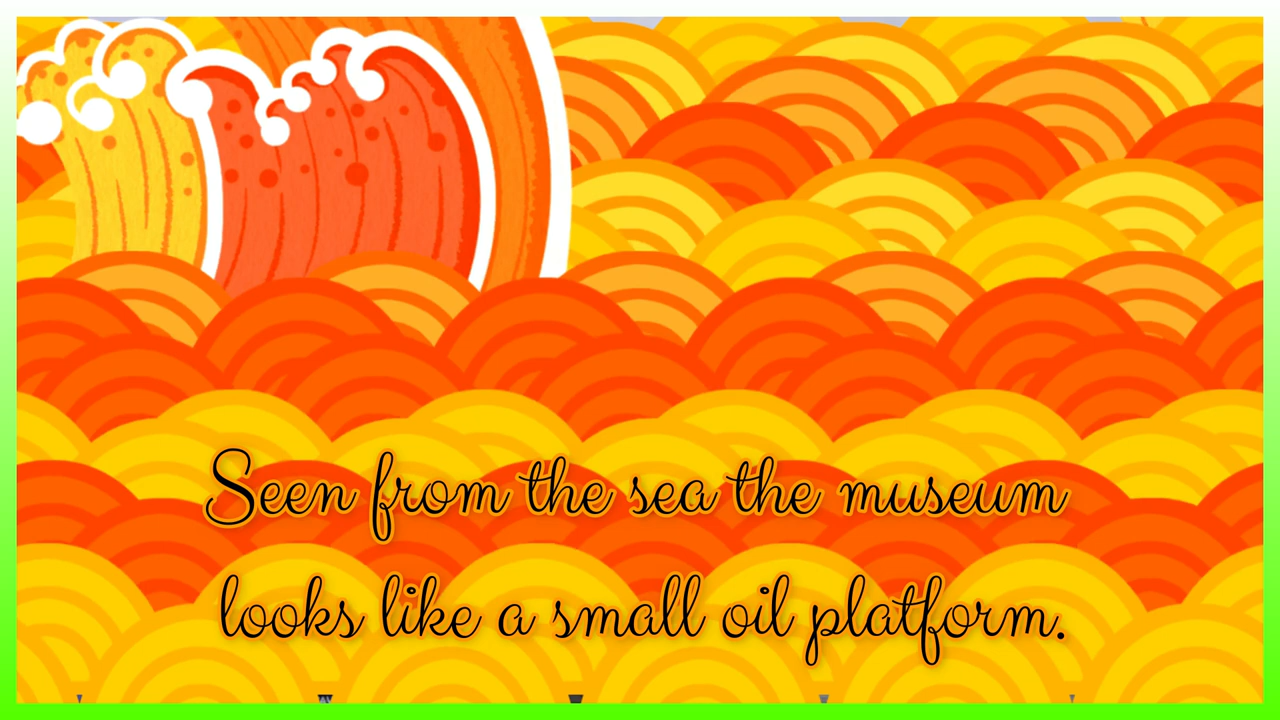 Seen from the sea the museum
looks like a small oil platform.